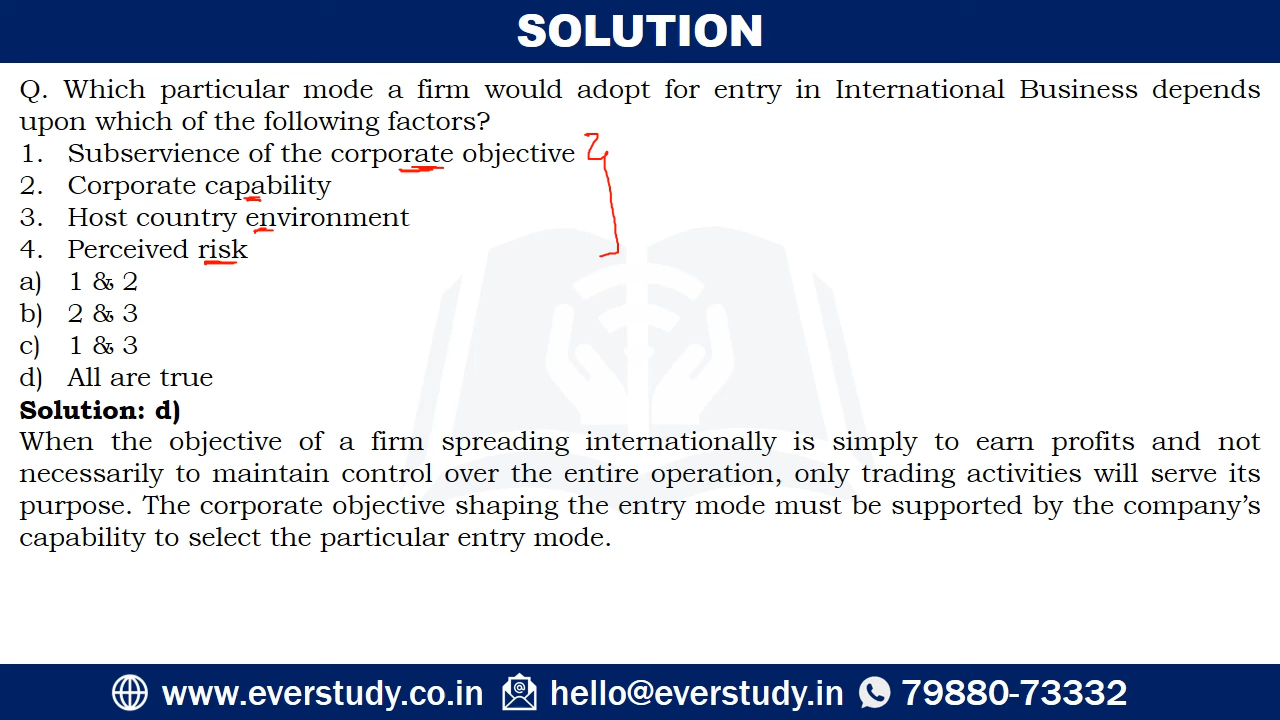 SOLUTION
Q. Which particular mode a firm would adopt for entry in International Business depends
upon which of the following factors?
1. Subservience of the corporate objective
2. Corporate capability
3. Host country environment
4. Perceived risk
a) 1 & 2
b) 2 & 3
c) 1 & 3
d) All are true
Solution: d)
When the objective of a firm spreading internationally is simply to earn profits and not
necessarily to maintain control over the entire operation, only trading activities will serve its
purpose. The corporate objective shaping the entry mode must be supported by the company’s
capability to select the particular entry mode.
www.everstudy.co.in hello@everstudy.in 79880-73332